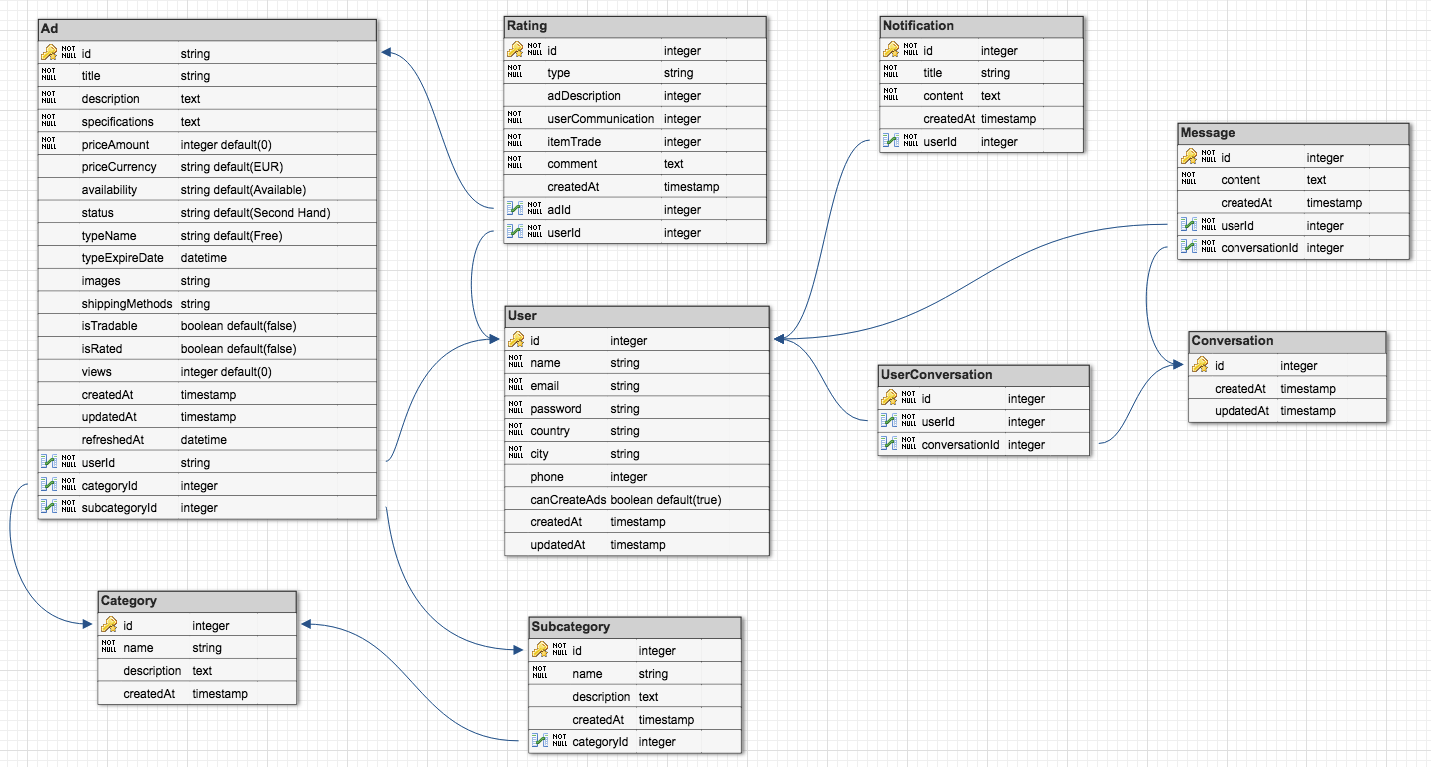 Ad
NOT NULL id string
NOT NULL title string
NOT NULL description text
NOT NULL specifications text
NOT NULL priceAmount integer default(0)
priceCurrency string default(EUR)
availability string default(Available)
status string default(Second Hand)
typeName string default(Free)
typeExpireDate datetime
images string
shippingMethods string
isTradable boolean default(false)
isRated boolean default(false)
views integer default(0)
createdAt timestamp
updatedAt timestamp
refreshedAt datetime
NOT NULL userId string
NOT NULL categoryId integer
NOT NULL subcategoryId integer
Rating
NOT NULL id integer
NOT NULL type string
adDescription integer
NOT NULL userCommunication integer
NOT NULL itemTrade integer
NOT NULL comment text
createdAt timestamp
NOT NULL adId integer
NOT NULL userId integer
Notification
NOT NULL id integer
NOT NULL title string
NOT NULL content text
createdAt timestamp
NOT NULL userId integer
Message
NOT NULL id integer
NOT NULL content text
createdAt timestamp
NOT NULL userId integer
NOT NULL conversationId integer
User
id integer
NOT NULL name string
NOT NULL email string
NOT NULL password string
NOT NULL country string
NOT NULL city string
phone integer
canCreateAds boolean default(true)
createdAt timestamp
updatedAt timestamp
UserConversation
NOT NULL id integer
NOT NULL userId integer
NOT NULL conversationId integer
Conversation
id integer
createdAt timestamp
updatedAt timestamp
Category
id integer
NOT NULL name string
description text
createdAt timestamp
Subcategory
NOT NULL id integer
NOT NULL name string
description text
createdAt timestamp
NOT NULL categoryId integer